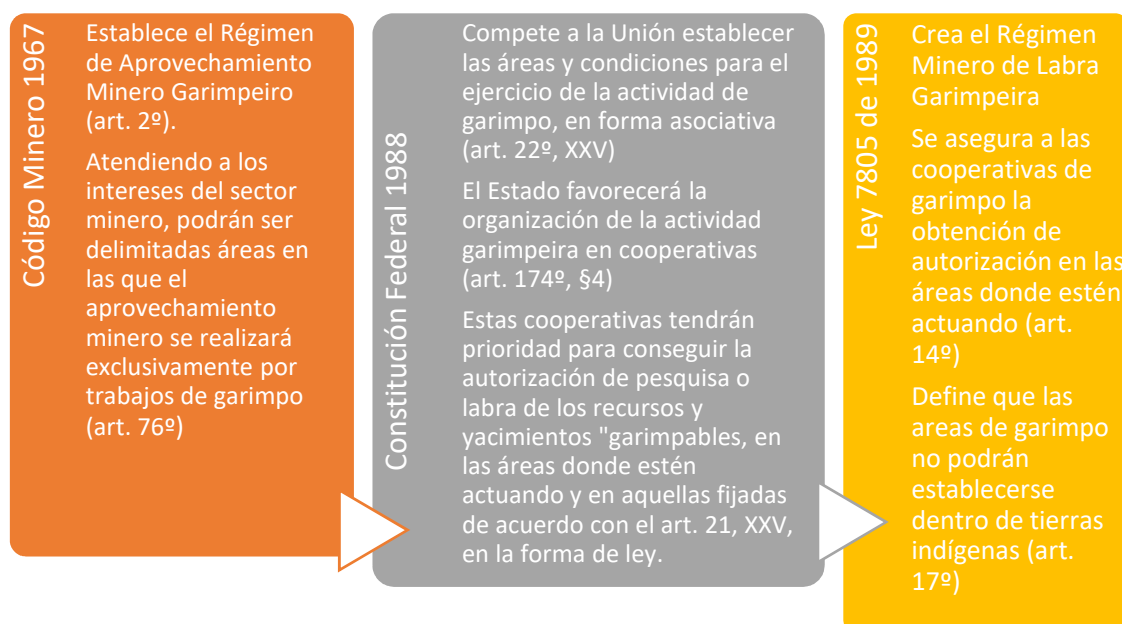 Código Minero 1967
Establece el Régimen
de Aprovechamiento
Minero Garimpeiro
(art. 2º).
Atendiendo a los
intereses del sector
minero, podrán ser
delimitadas áreas en
las que el
aprovechamiento
minero se realizará
exclusivamente por
trabajos de garimpo
(art. 76º)
Constitución Federal 1988
Compete a la Unión establecer
las áreas y condiciones para el
ejercicio de la actividad de
garimpo, en forma asociativa
(art. 22º, XXV)
El Estado favorecerá la
organización de la actividad
garimpeira en cooperativas
(art. 174º, §4)
Estas cooperativas tendrán
prioridad para conseguir la
autorización de pesquisa o
labra de los recursos y
yacimientos "garimpables, en
las áreas donde estén
actuando y en aquellas fijadas
de acuerdo con el art. 21, XXV,
en la forma de ley.
Ley 7805 de 1989
Crea el Régimen
Minero de Labra
Garimpeira
Se asegura a las
cooperativas de
garimpo la
obtención de
autorización en las
áreas donde estén
actuando (art.
14º)
Define que las
areas de garimpo
no podrán
establecerse
dentro de tierras
indígenas (art.
17º)